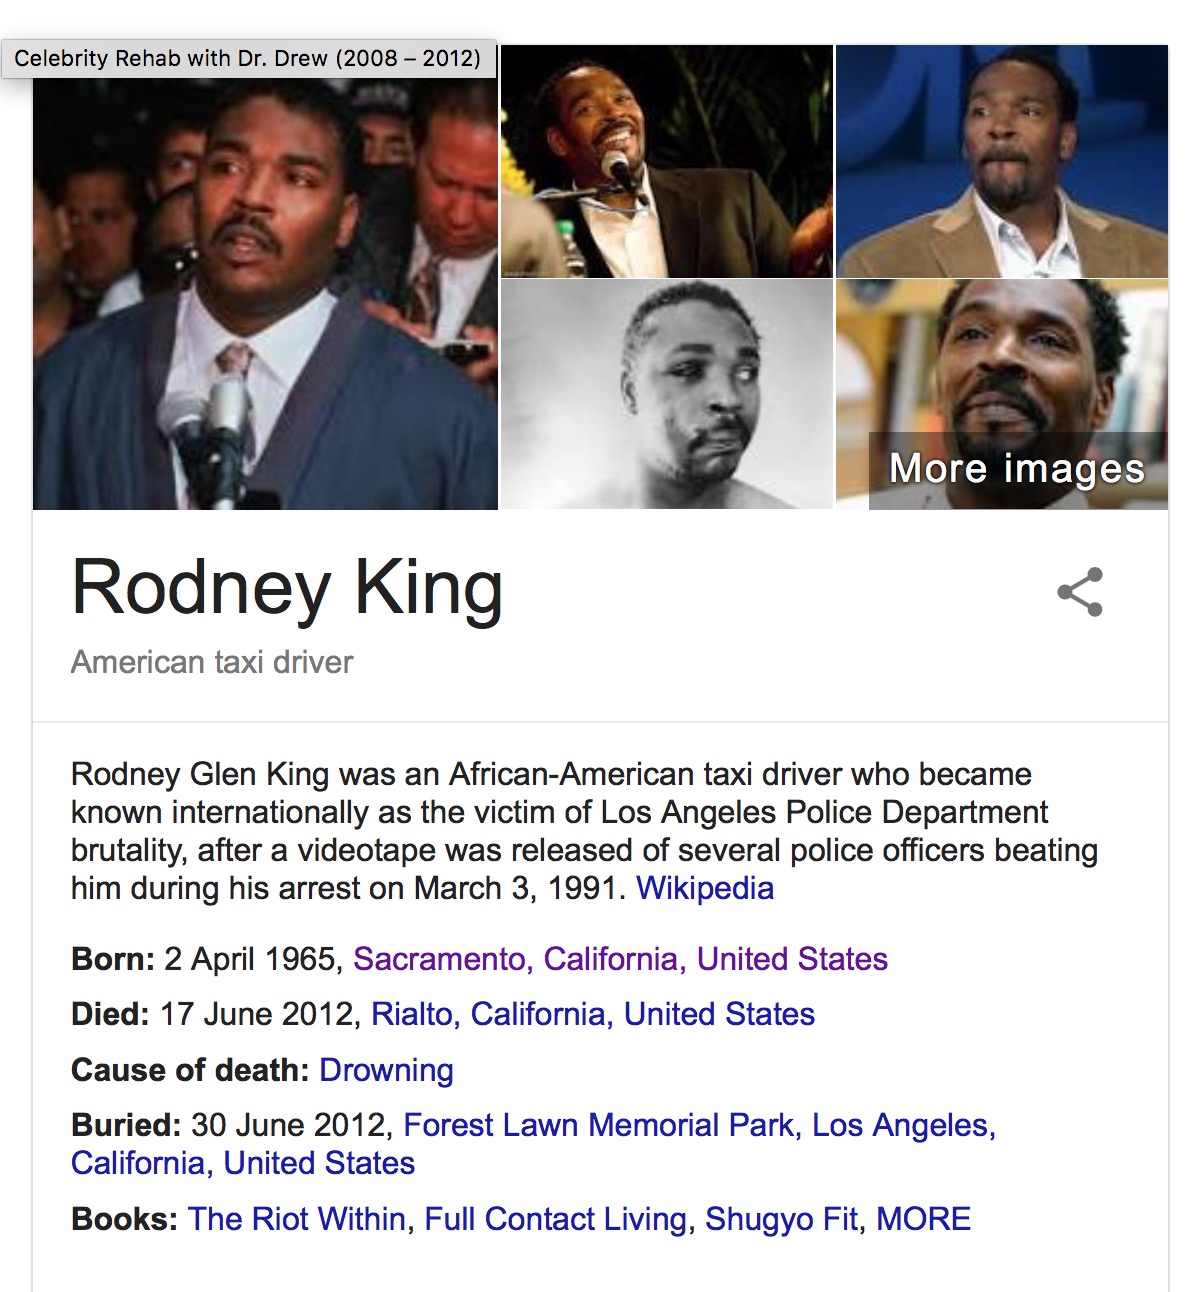 Celebrity Rehab with Dr. Drew (2008 – 2012)
More images
Rodney King
American taxi driver
Rodney Glen King was an African-American taxi driver who became
known internationally as the victim of Los Angeles Police Department
brutality, after a videotape was released of several police officers beating
him during his arrest on March 3, 1991. Wikipedia
Born: 2 April 1965, Sacramento, California, United States
Died: 17 June 2012, Rialto, California, United States
Cause of death: Drowning
Buried: 30 June 2012, Forest Lawn Memorial Park, Los Angeles,
California, United States
Books: The Riot Within, Full Contact Living, Shugyo Fit, MORE